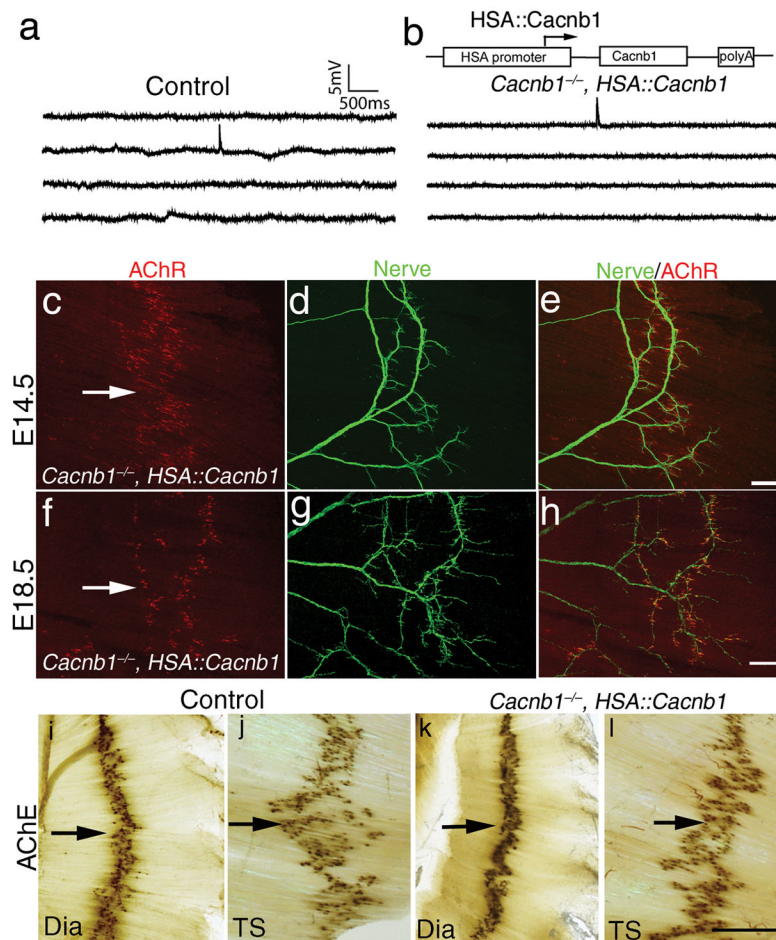 a
Control
5mV
500ms
b
HSA::Cacnb1
HSA promoter Cacnb1 polyA
Cacnb1–/–, HSA::Cacnb1
AChR Nerve Nerve/AChR
c d e
E14.5
Cacnb1–/–, HSA::Cacnb1
f g h
E18.5
Cacnb1–/–, HSA::Cacnb1
Control Cacnb1–/–, HSA::Cacnb1
i j k l
AChE
Dia TS Dia TS